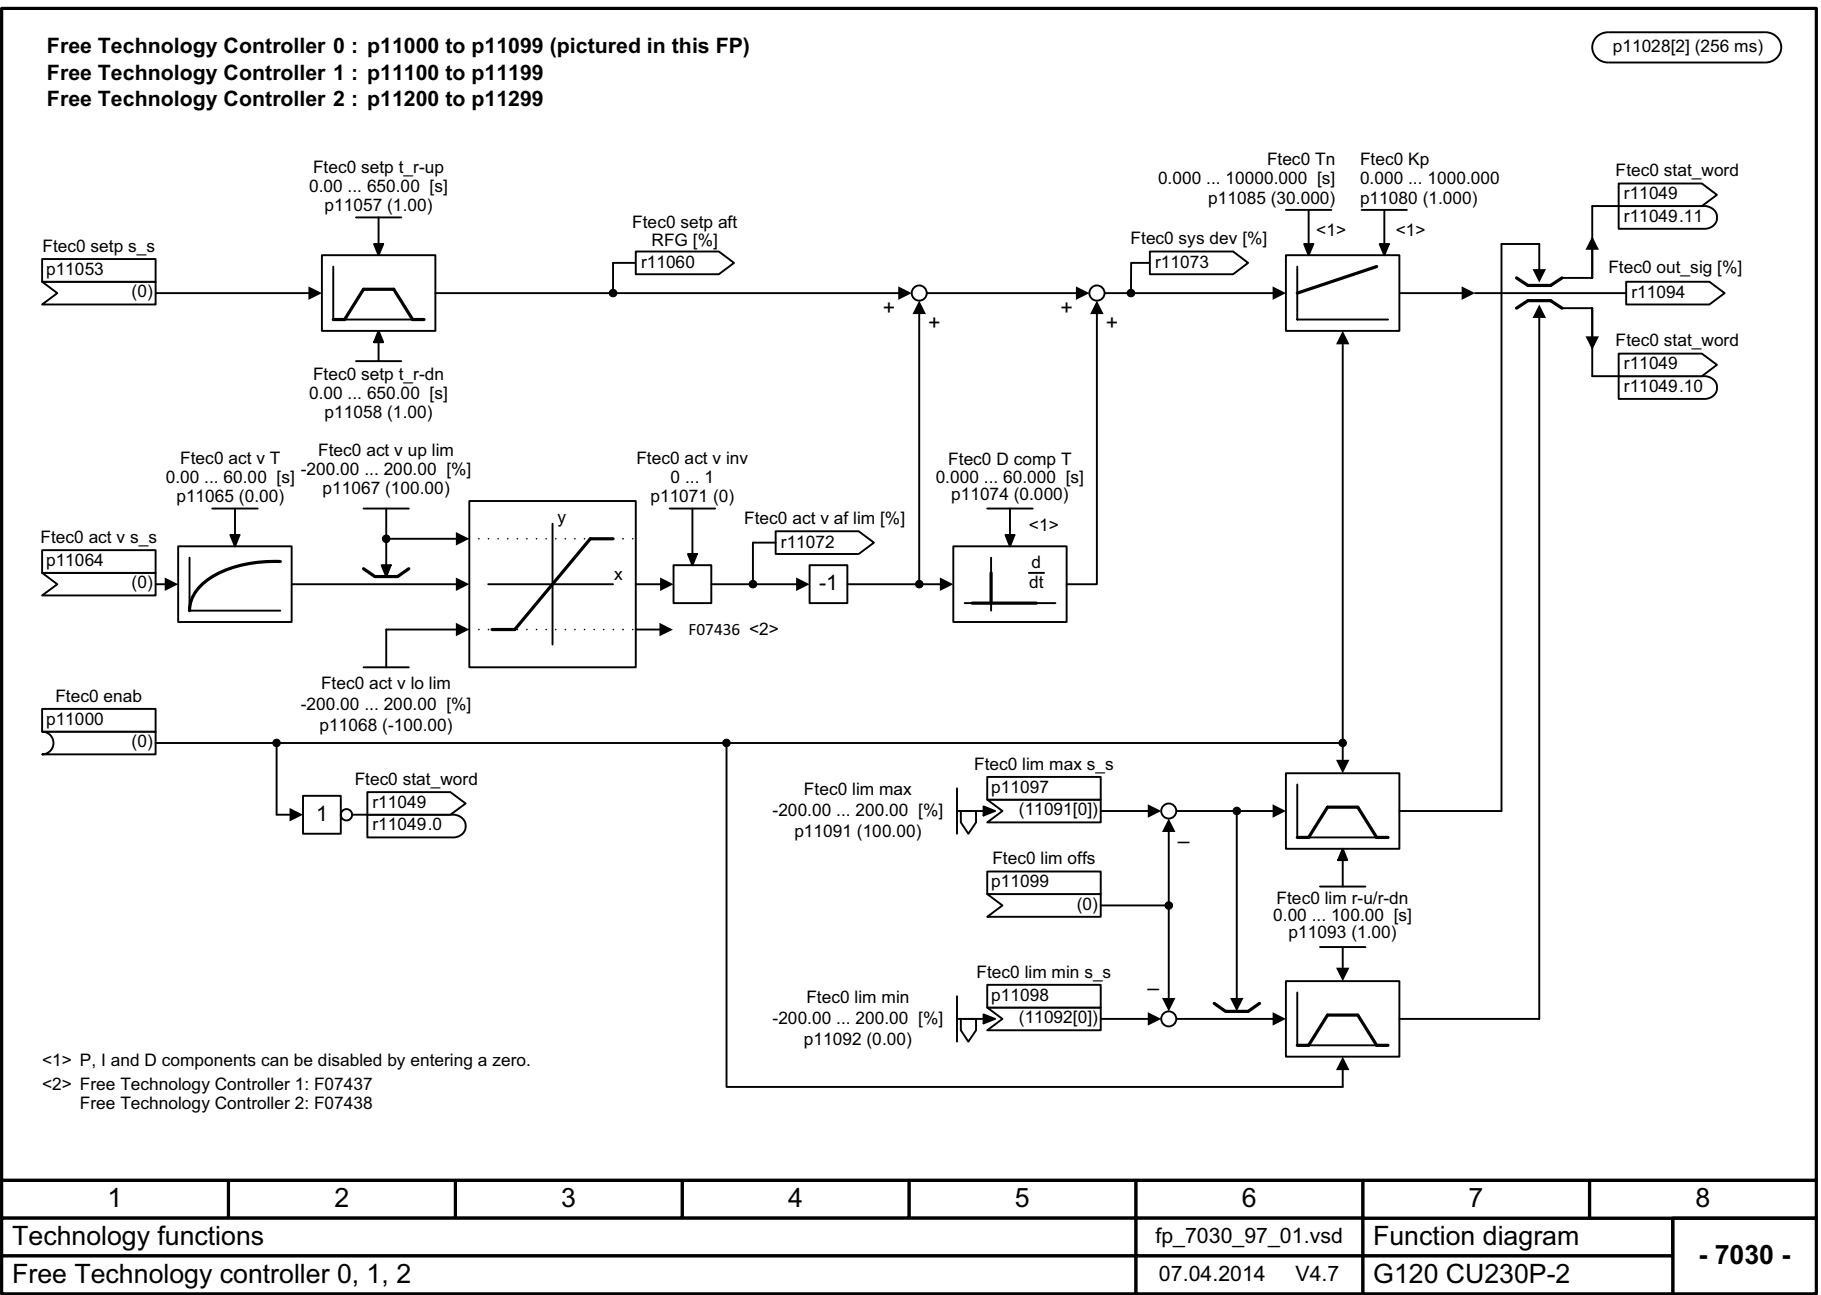 Free Technology Controller 0 : p11000 to p11099 (pictured in this FP)
Free Technology Controller 1 : p11100 to p11199
Free Technology Controller 2 : p11200 to p11299
p11028[2] (256 ms)
Ftec0 setp t_r-up
0.00 ... 650.00 [s]
p11057 (1.00)
Ftec0 setp s_s
p11053
(0)
Ftec0 setp t_r-dn
0.00 ... 650.00 [s]
p11058 (1.00)
Ftec0 setp aft
RFG [%]
r11060
+
+
+
+
Ftec0 sys dev [%]
r11073
Ftec0 Tn
0.000 ... 10000.000 [s]
p11085 (30.000)
<1>
Ftec0 Kp
0.000 ... 1000.000
p11080 (1.000)
<1>
Ftec0 stat_word
r11049
r11049.11
Ftec0 out_sig [%]
r11094
Ftec0 stat_word
r11049
r11049.10
Ftec0 act v T
0.00 ... 60.00 [s]
p11065 (0.00)
Ftec0 act v up lim
-200.00 ... 200.00 [%]
p11067 (100.00)
Ftec0 act v s_s
p11064
(0)
y
x
Ftec0 act v inv
0 ... 1
p11071 (0)
Ftec0 act v af lim [%]
r11072
-1
Ftec0 D comp T
0.000 ... 60.000 [s]
p11074 (0.000)
<1>
d
dt
F07436 <2>
Ftec0 act v lo lim
-200.00 ... 200.00 [%]
p11068 (-100.00)
Ftec0 enab
p11000
(0)
1
Ftec0 stat_word
r11049
r11049.0
Ftec0 lim max
-200.00 ... 200.00 [%]
p11091 (100.00)
Ftec0 lim max s_s
p11097
(11091[0])
–
Ftec0 lim offs
p11099
(0)
Ftec0 lim r-u/r-dn
0.00 ... 100.00 [s]
p11093 (1.00)
Ftec0 lim min
-200.00 ... 200.00 [%]
p11092 (0.00)
Ftec0 lim min s_s
p11098
(11092[0])
–
<1> P, I and D components can be disabled by entering a zero.
<2> Free Technology Controller 1: F07437
Free Technology Controller 2: F07438
1 2 3 4 5 6 7 8
Technology functions
fp_7030_97_01.vsd
Function diagram
- 7030 -
Free Technology controller 0, 1, 2
07.04.2014 V4.7
G120 CU230P-2